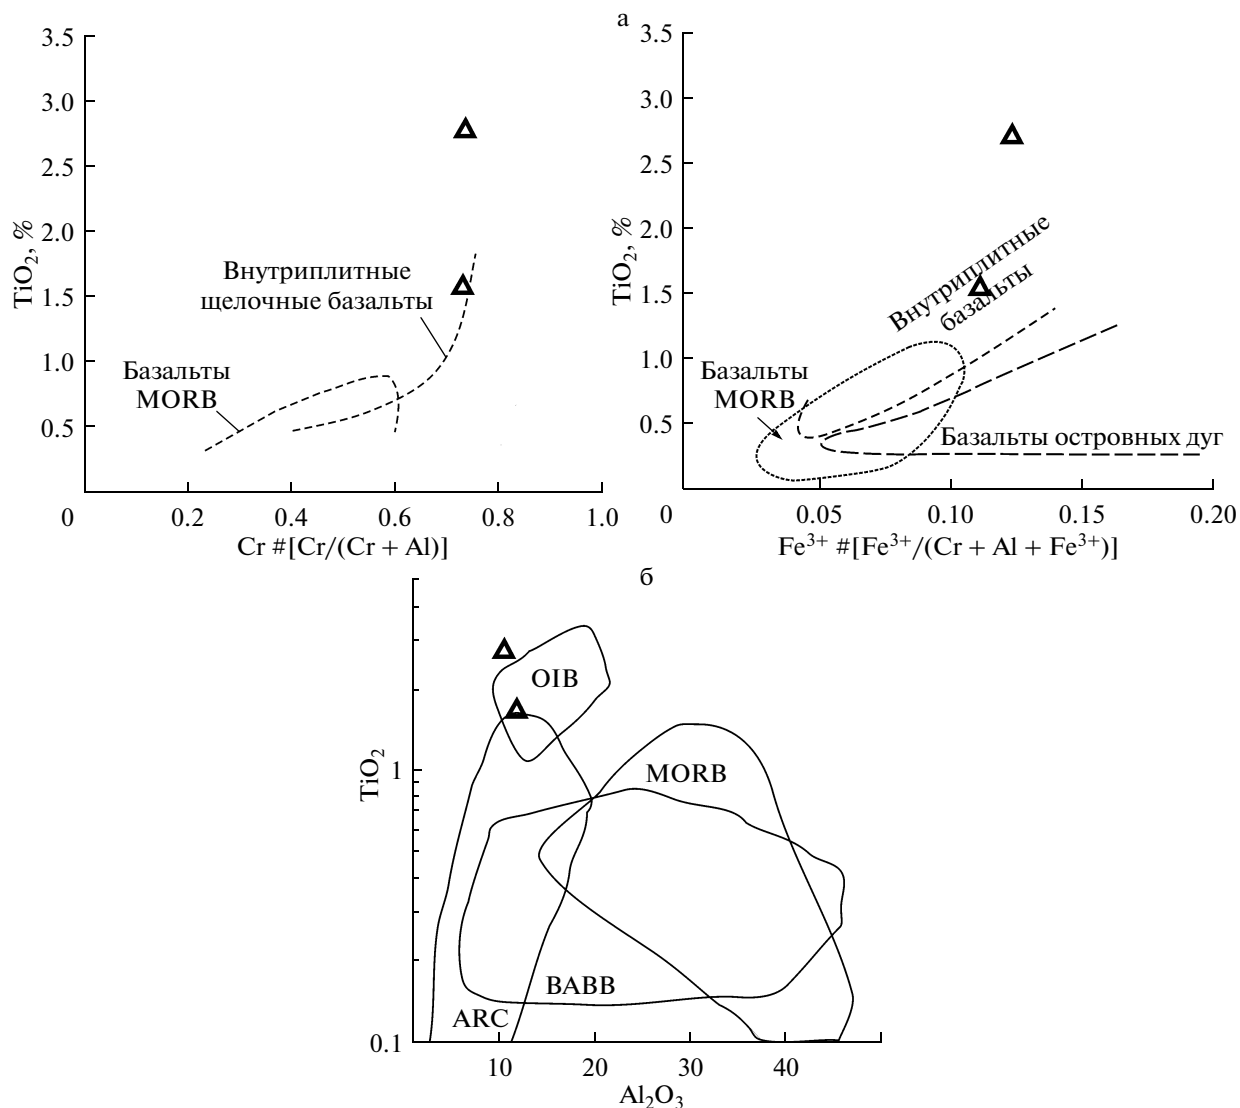 а
3.5
3.0
2.5
2.0
1.5
1.0
0.5
TiO2, %
Внутриплитные
щелочные базальты
Базальты
MORB
0
0.2
0.4
0.6
0.8
1.0
Cr #[Cr/(Cr + Al)]
3.5
3.0
2.5
2.0
1.5
1.0
0.5
TiO2, %
Внутриплитные
базальты
Базальты
MORB
Базальты островных дуг
0
0.05
0.10
0.15
0.20
Fe3+ #[Fe3+/(Cr + Al + Fe3+)]
б
TiO2
1
0.1
OIB
MORB
BABB
ARC
10
20
30
40
Al2O3